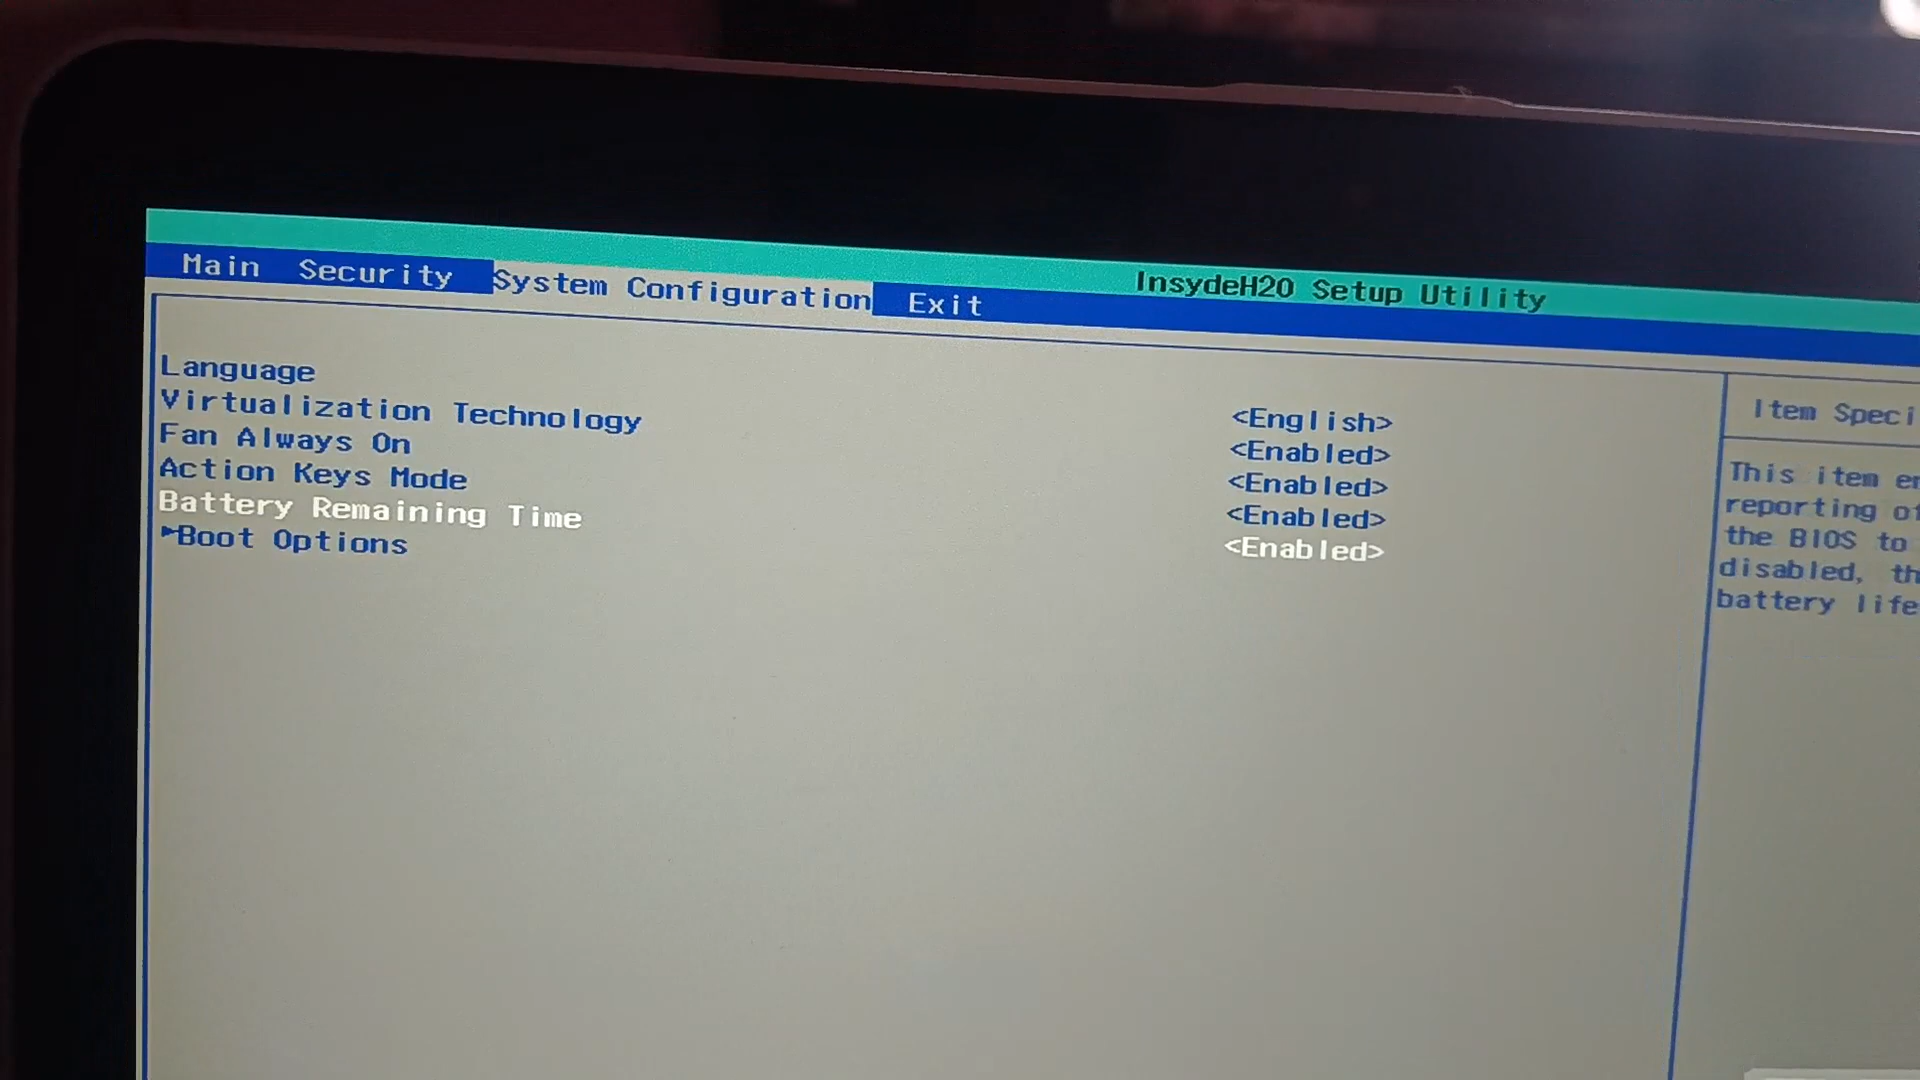 InsydeH20 Setup Utility
Main Security System Configuration Exit
Language <English>
Virtualization Technology <Enabled>
Fan Always On <Enabled>
Action Keys Mode <Enabled>
Battery Remaining Time <Enabled>
►Boot Options
Item
This item
reporting
the BIOS to
disabled,
battery life